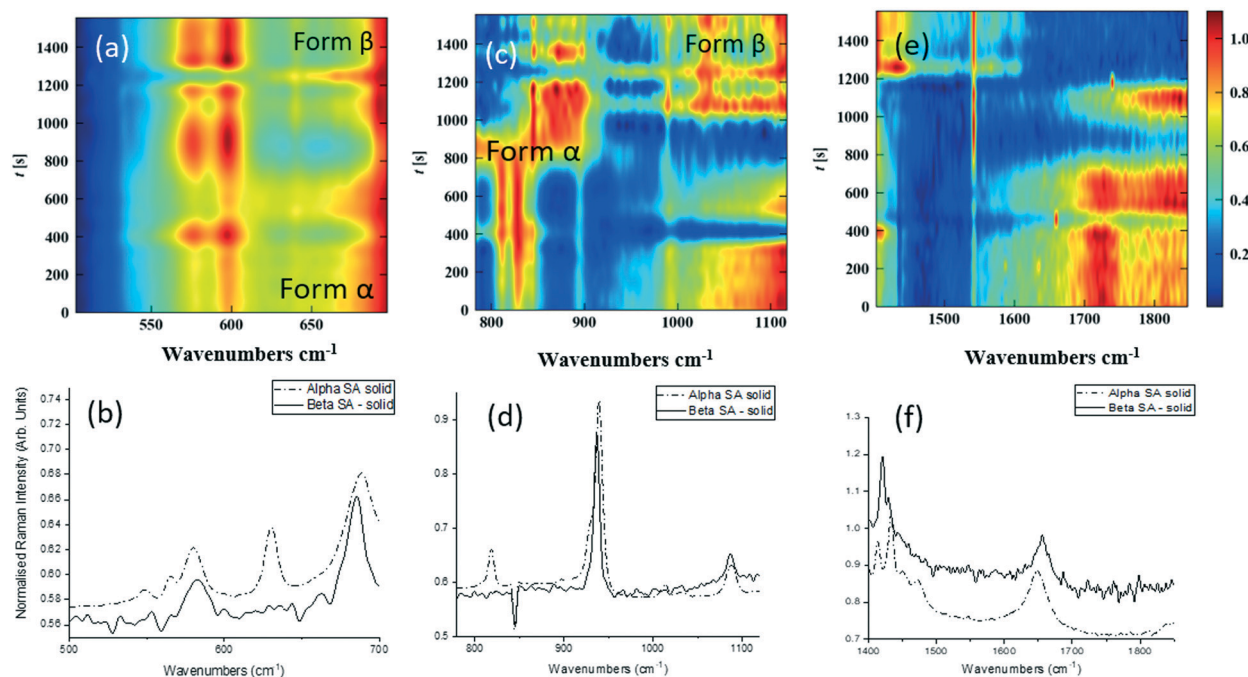 (a)
Form β
Form α
t [s]
1400
1200
1000
800
600
400
200
0
550
600
650
Wavenumbers cm-1
(c)
Form β
Form α
t [s]
1400
1200
1000
800
600
400
200
0
800
900
1000
1100
Wavenumbers cm-1
(e)
t [s]
1400
1200
1000
800
600
400
200
0
1500
1600
1700
1800
Wavenumbers cm-1
1.0
0.8
0.6
0.4
0.2
(b)
Alpha SA solid
Beta SA - solid
Normalised Raman Intensity (Arb. Units)
0.74
0.72
0.70
0.68
0.66
0.64
0.62
0.60
0.58
0.56
500
600
700
Wavenumbers (cm-1)
(d)
Alpha SA solid
Beta SA - solid
0.9
0.8
0.7
0.6
0.5
800
900
1000
1100
Wavenumbers (cm-1)
(f)
Alpha SA solid
Beta SA - solid
1.3
1.2
1.1
1.0
0.9
0.8
0.7
1400
1500
1600
1700
1800
Wavenumbers (cm-1)